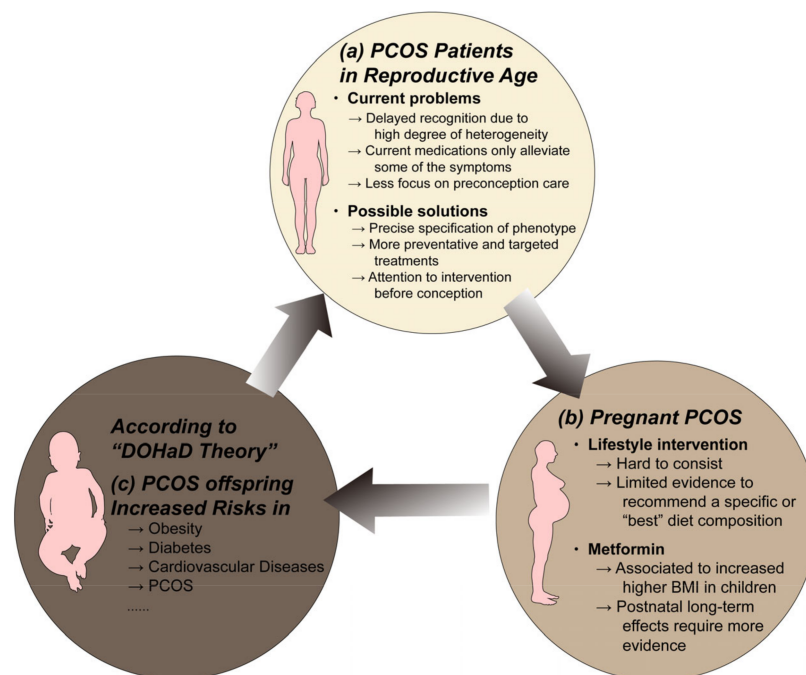 (a) PCOS Patients
in Reproductive Age
• Current problems
→ Delayed recognition due to
high degree of heterogeneity
→ Current medications only alleviate
some of the symptoms
→ Less focus on preconception care
• Possible solutions
→ Precise specification of phenotype
→ More preventative and targeted
treatments
→ Attention to intervention
before conception
(b) Pregnant PCOS
• Lifestyle intervention
→ Hard to consist
→ Limited evidence to
recommend a specific or
“best” diet composition
• Metformin
→ Associated to increased
higher BMI in children
→ Postnatal long-term
effects require more
evidence
According to
“DOHaD Theory”
(c) PCOS offspring
Increased Risks in
→ Obesity
→ Diabetes
→ Cardiovascular Diseases
→ PCOS
......